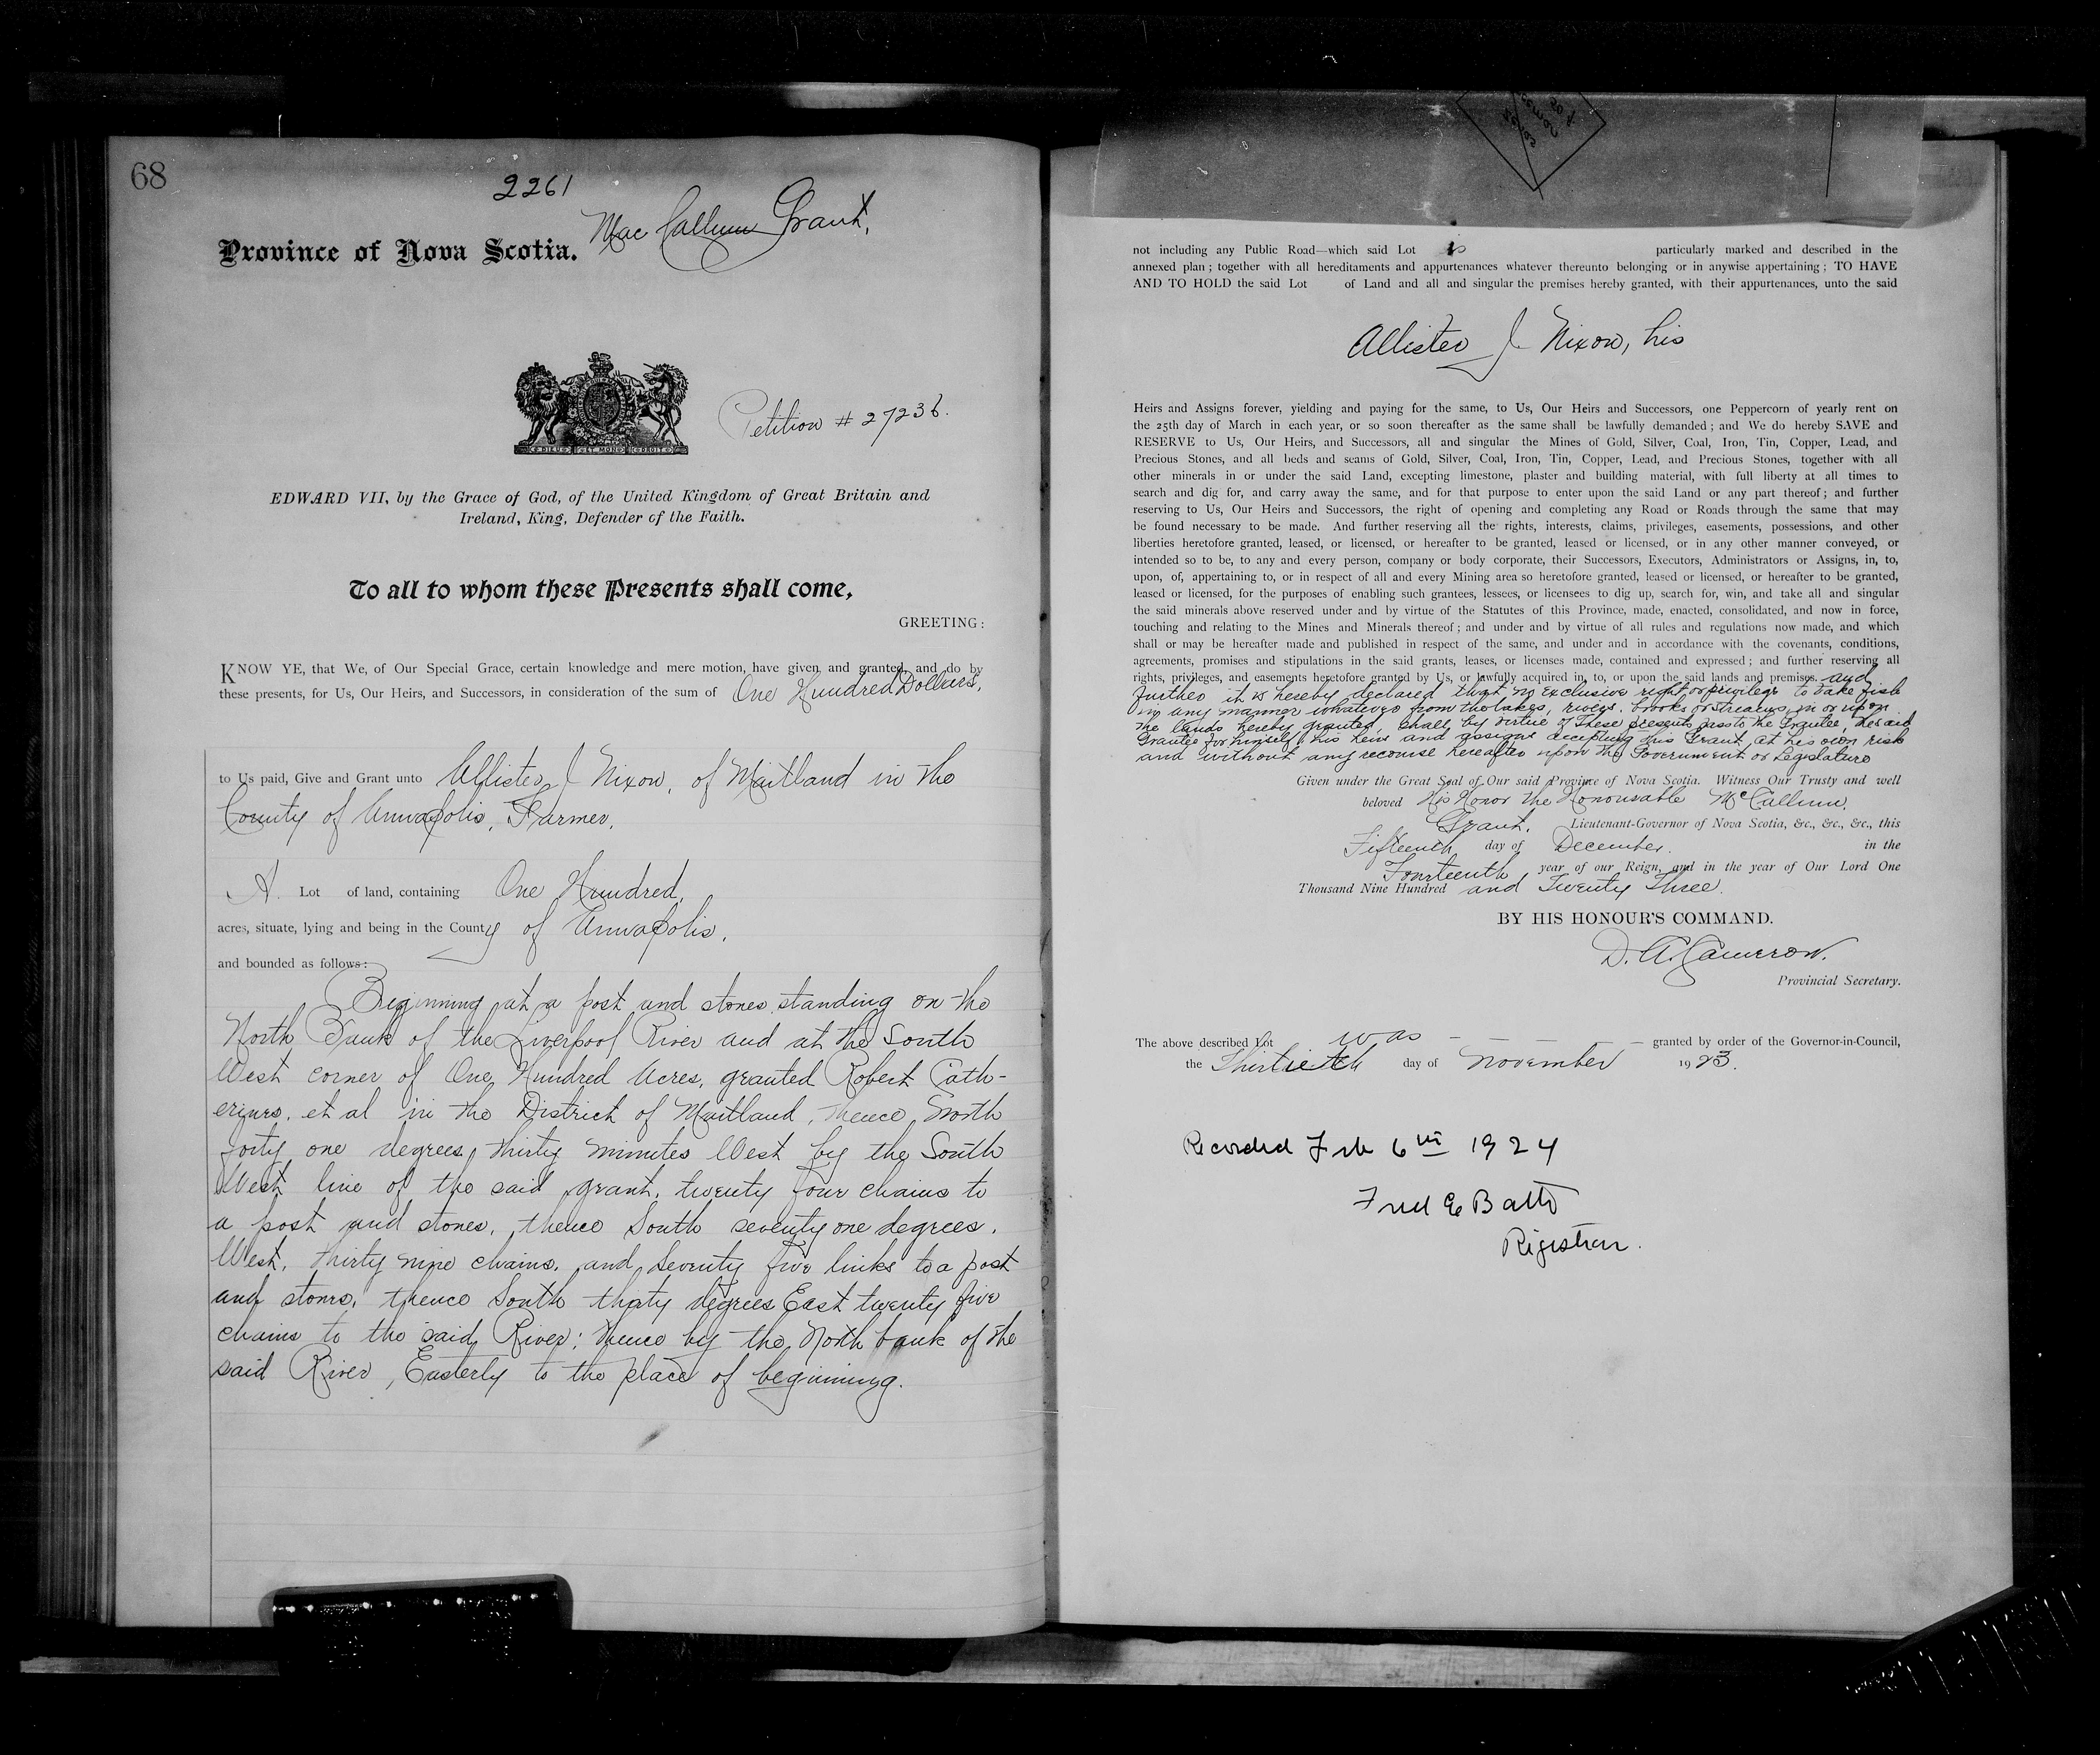 68
2261
Mac Callum Grant,
Province of Nova Scotia.
Petition # 27236.
DIEU ET MON DROIT
EDWARD VII, by the Grace of God, of the United Kingdom of Great Britain and
Ireland, King, Defender of the Faith.
To all to whom these Presents shall come,
GREETING:
KNOW YE, that We, of Our Special Grace, certain knowledge and mere motion, have given and granted, and do by
these presents, for Us, Our Heirs, and Successors, in consideration of the sum of One Hundred Dollars,
to Us paid, Give and Grant unto Allister J Nixon, of Maitland in the
County of Annapolis, Farmer,
A Lot of land, containing One Hundred,
acres, situate, lying and being in the County of Annapolis,
and bounded as follows:
Beginning at a post and stones standing on the
North Bank of the Liverpool River and at the South
West corner of One Hundred Acres, granted Robert Cath-
erines, et al in the District of Maitland, thence North
forty one degrees, thirty minutes West by the South
West line of the said grant, twenty four chains to
a post and stones, thence South seventy one degrees,
West, thirty nine chains, and seventy five links to a post
and stones, thence South thirty degrees East twenty five
chains to the said River; thence by the North bank of the
said River, Easterly to the place of beginning.
not including any Public Road—which said Lot is particularly marked and described in the
annexed plan; together with all hereditaments and appurtenances whatever thereunto belonging or in anywise appertaining; TO HAVE
AND TO HOLD the said Lot of Land and all and singular the premises hereby granted, with their appurtenances, unto the said
Allister J Nixon, his
Heirs and Assigns forever, yielding and paying for the same, to Us, Our Heirs and Successors, one Peppercorn of yearly rent on
the 25th day of March in each year, or so soon thereafter as the same shall be lawfully demanded; and We do hereby SAVE and
RESERVE to Us, Our Heirs, and Successors, all and singular the Mines of Gold, Silver, Coal, Iron, Tin, Copper, Lead, and
Precious Stones, and all beds and seams of Gold, Silver, Coal, Iron, Tin, Copper, Lead, and Precious Stones, together with all
other minerals in or under the said Land, excepting limestone, plaster and building material, with full liberty at all times to
search and dig for, and carry away the same, and for that purpose to enter upon the said Land or any part thereof; and further
reserving to Us, Our Heirs and Successors, the right of opening and completing any Road or Roads through the same that may
be found necessary to be made. And further reserving all the rights, interests, claims, privileges, easements, possessions, and other
liberties heretofore granted, leased, or licensed, or hereafter to be granted, leased or licensed, or in any other manner conveyed, or
intended so to be, to any and every person, company or body corporate, their Successors, Executors, Administrators or Assigns, in, to,
upon, of, appertaining to, or in respect of all and every Mining area so heretofore granted, leased or licensed, or hereafter to be granted,
leased or licensed, for the purposes of enabling such grantees, lessees, or licensees to dig up, search for, win, and take all and singular
the said minerals above reserved under and by virtue of the Statutes of this Province, made, enacted, consolidated, and now in force,
touching and relating to the Mines and Minerals thereof; and under and by virtue of all rules and regulations now made, and which
shall or may be hereafter made and published in respect of the same, and under and in accordance with the covenants, conditions,
agreements, promises and stipulations in the said grants, leases, or licenses made, contained and expressed; and further reserving all
rights, privileges, and easements heretofore granted by Us, or lawfully acquired in, to, or upon the said lands and premises. and
further it is hereby declared that no exclusive right or privilege to take fish
in any manner whatever from the lakes, rivers, brooks or streams, in or upon
the lands hereby granted, shall by virtue of these presents pass to the Grantee, the said
Grantee for himself, his heirs and assigns accepting this Grant at his own risk
and without any recourse hereafter upon the Government or Legislature
Given under the Great Seal of Our said Province of Nova Scotia. Witness Our Trusty and well
beloved His Honor the Honourable McCallum,
Grant, Lieutenant-Governor of Nova Scotia, &c., &c., &c., this
Fifteenth day of December. in the
Fourteenth year of our Reign, and in the year of Our Lord One
Thousand Nine Hundred and Twenty Three.
BY HIS HONOUR'S COMMAND.
D. A. Cameron.
Provincial Secretary.
The above described Lot was granted by order of the Governor-in-Council,
the Thirtieth day of November 1923.
Recorded Feb 6th 1924
Fred E Bath
Registrar.